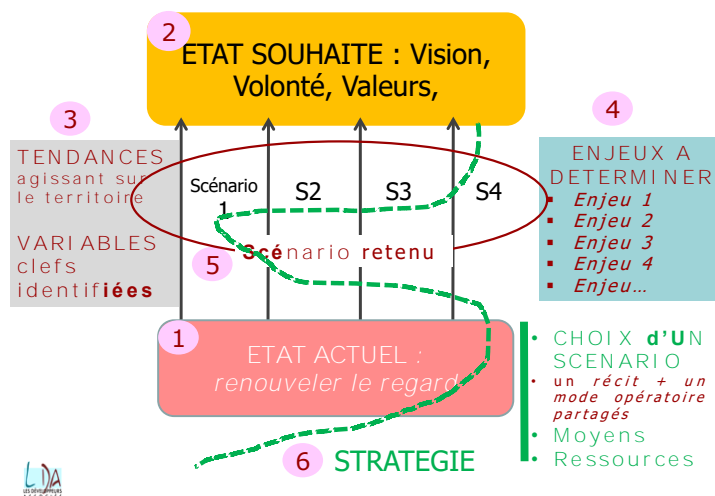 2
ETAT SOUHAITE : Vision,
Volonté, Valeurs,
3
TENDANCES
agissant sur
le territoire
VARIABLES
clefs
identifiées
Scénario
1
S2
S3
S4
4
ENJEUX A
DETERMINER
Enjeu 1
Enjeu 2
Enjeu 3
Enjeu 4
Enjeu…
5
Scénario retenu
1
ETAT ACTUEL :
renouveler le regard
• CHOIX d'UN
SCENARIO
• un récit + un
mode opératoire
partagés
• Moyens
• Ressources
6 STRATEGIE
LDA
LES DÉVELOPPEURS